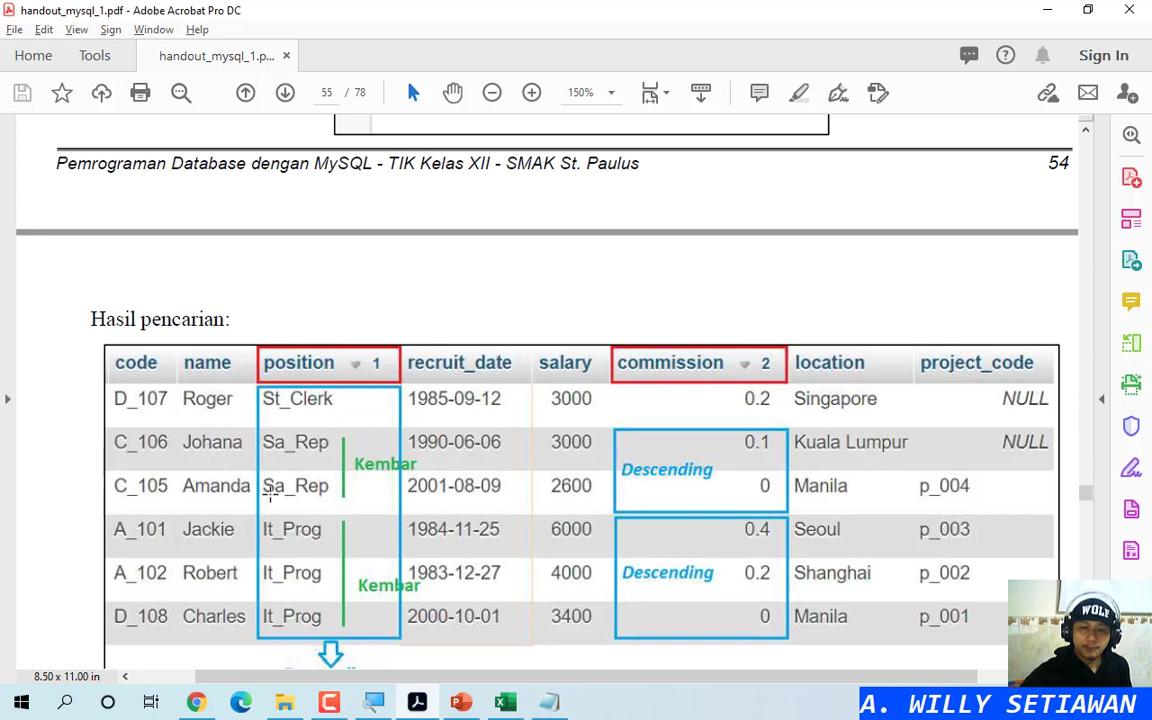 handout_mysql_1.pdf - Adobe Acrobat Pro DC
File Edit View Sign Window Help
Home Tools handout_mysql_1.p... ×
Sign In
55 / 78 150%
Pemrograman Database dengan MySQL - TIK Kelas XII - SMAK St. Paulus 54
Hasil pencarian:
code name position 1 recruit_date salary commission 2 location project_code
D_107 Roger St_Clerk 1985-09-12 3000 0.2 Singapore NULL
C_106 Johana Sa_Rep 1990-06-06 3000 0.1 Kuala Lumpur NULL
Kembar Descending
C_105 Amanda Sa_Rep 2001-08-09 2600 0 Manila p_004
A_101 Jackie It_Prog 1984-11-25 6000 0.4 Seoul p_003
A_102 Robert It_Prog 1983-12-27 4000 Descending 0.2 Shanghai p_002
Kembar
D_108 Charles It_Prog 2000-10-01 3400 0 Manila p_001
WOLF
8.50 x 11.00 in
A. WILLY SETIAWAN